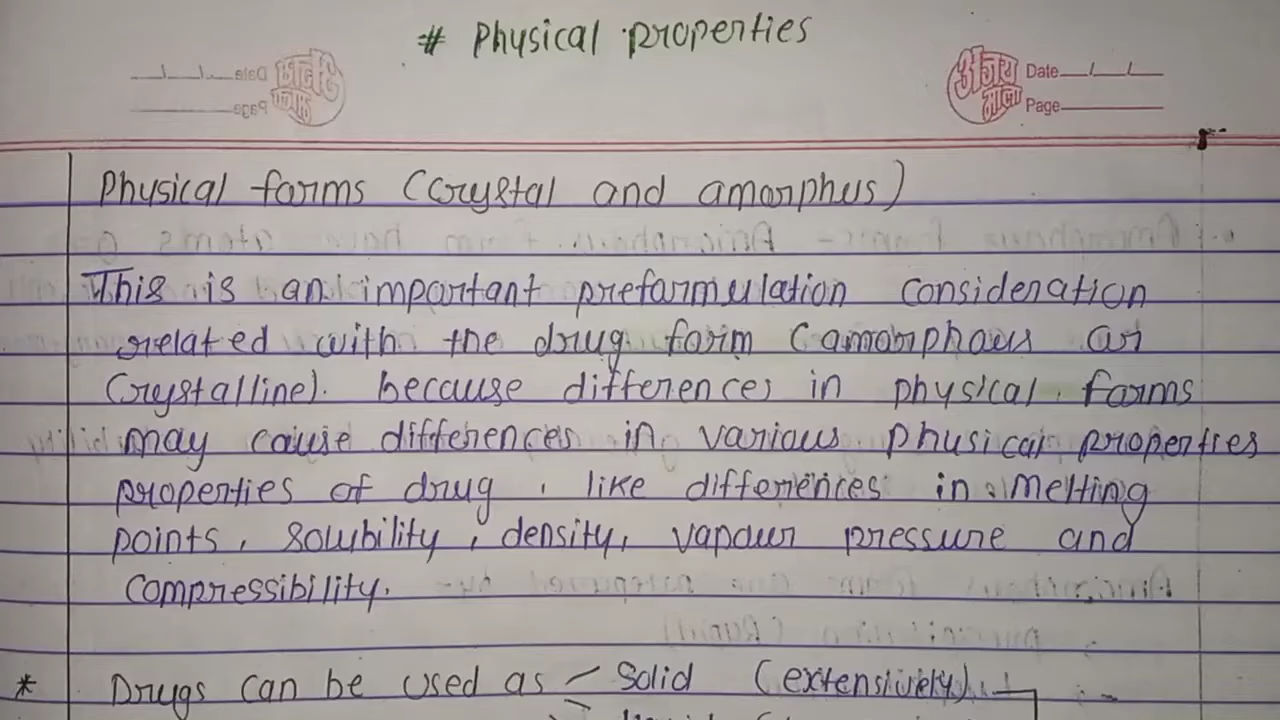 # Physical properties
अजय माला
Date
Page
Physical forms (Crystal and amorphus)
This is an important preformulation consideration
related with the drug form (amorphous or
Crystalline). because differences in physical forms
may cause differences in various physical properties
properties of drug, like differences in melting
points, solubility, density, vapour pressure and
Compressibility.
* Drugs can be used as - Solid (extensively)